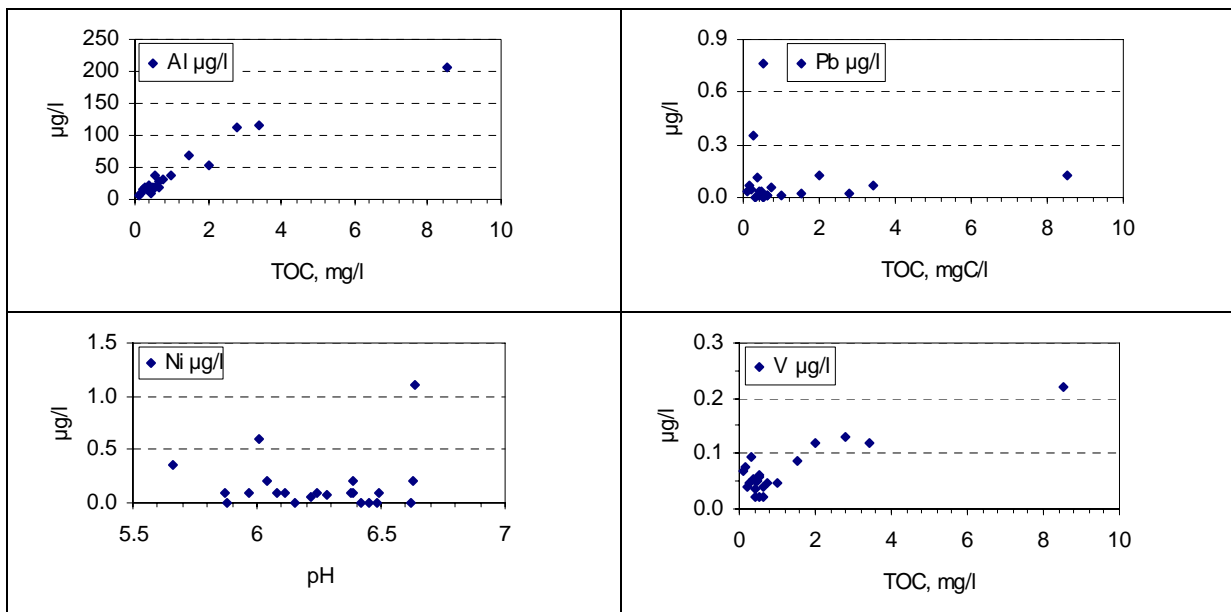 Al µg/l
250
200
150
100
50
0
µg/l
0 2 4 6 8 10
TOC, mg/l
Pb µg/l
0.9
0.6
0.3
0.0
µg/l
0 2 4 6 8 10
TOC, mgC/l
Ni µg/l
1.5
1.0
0.5
0.0
µg/l
5.5 6 6.5 7
pH
V µg/l
0.3
0.2
0.1
0.0
µg/l
0 2 4 6 8 10
TOC, mg/l